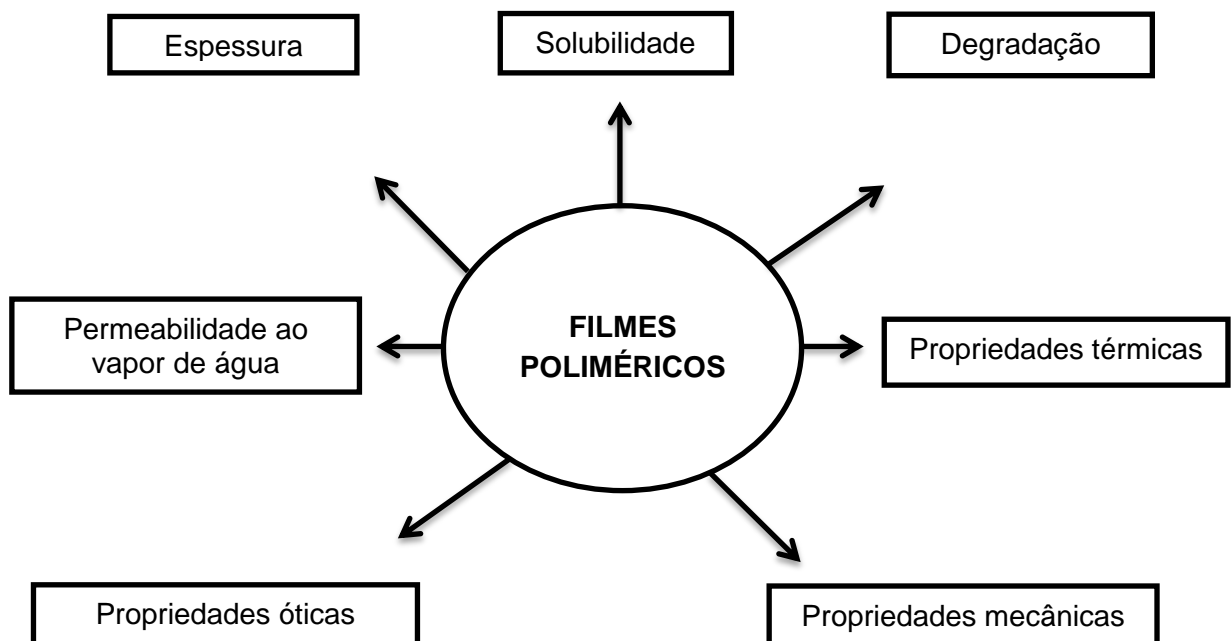 Espessura
Solubilidade
Degradação
Permeabilidade ao
vapor de água
FILMES
POLIMÉRICOS
Propriedades térmicas
Propriedades óticas
Propriedades mecânicas